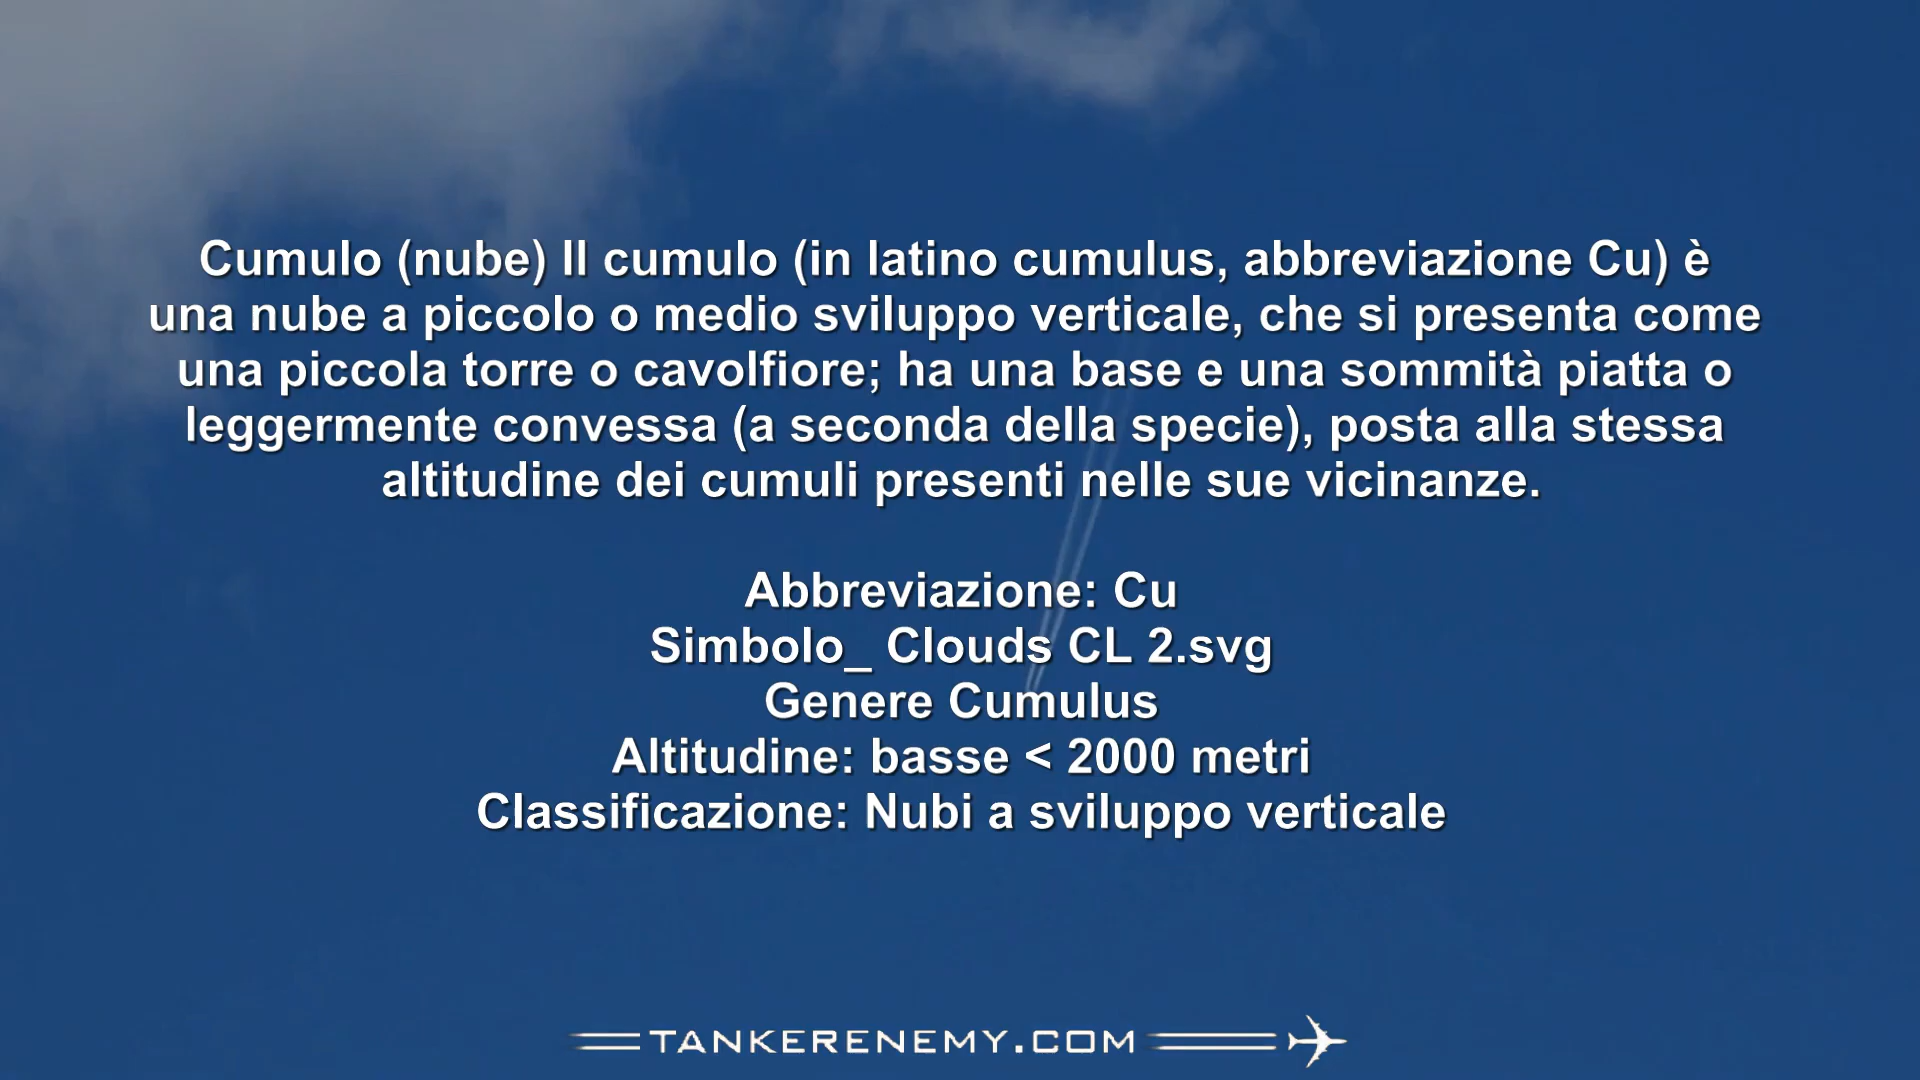 Cumulo (nube) Il cumulo (in latino cumulus, abbreviazione Cu) è
una nube a piccolo o medio sviluppo verticale, che si presenta come
una piccola torre o cavolfiore; ha una base e una sommità piatta o
leggermente convessa (a seconda della specie), posta alla stessa
altitudine dei cumuli presenti nelle sue vicinanze.
Abbreviazione: Cu
Simbolo_ Clouds CL 2.svg
Genere Cumulus
Altitudine: basse < 2000 metri
Classificazione: Nubi a sviluppo verticale
TANKERENEMY.COM